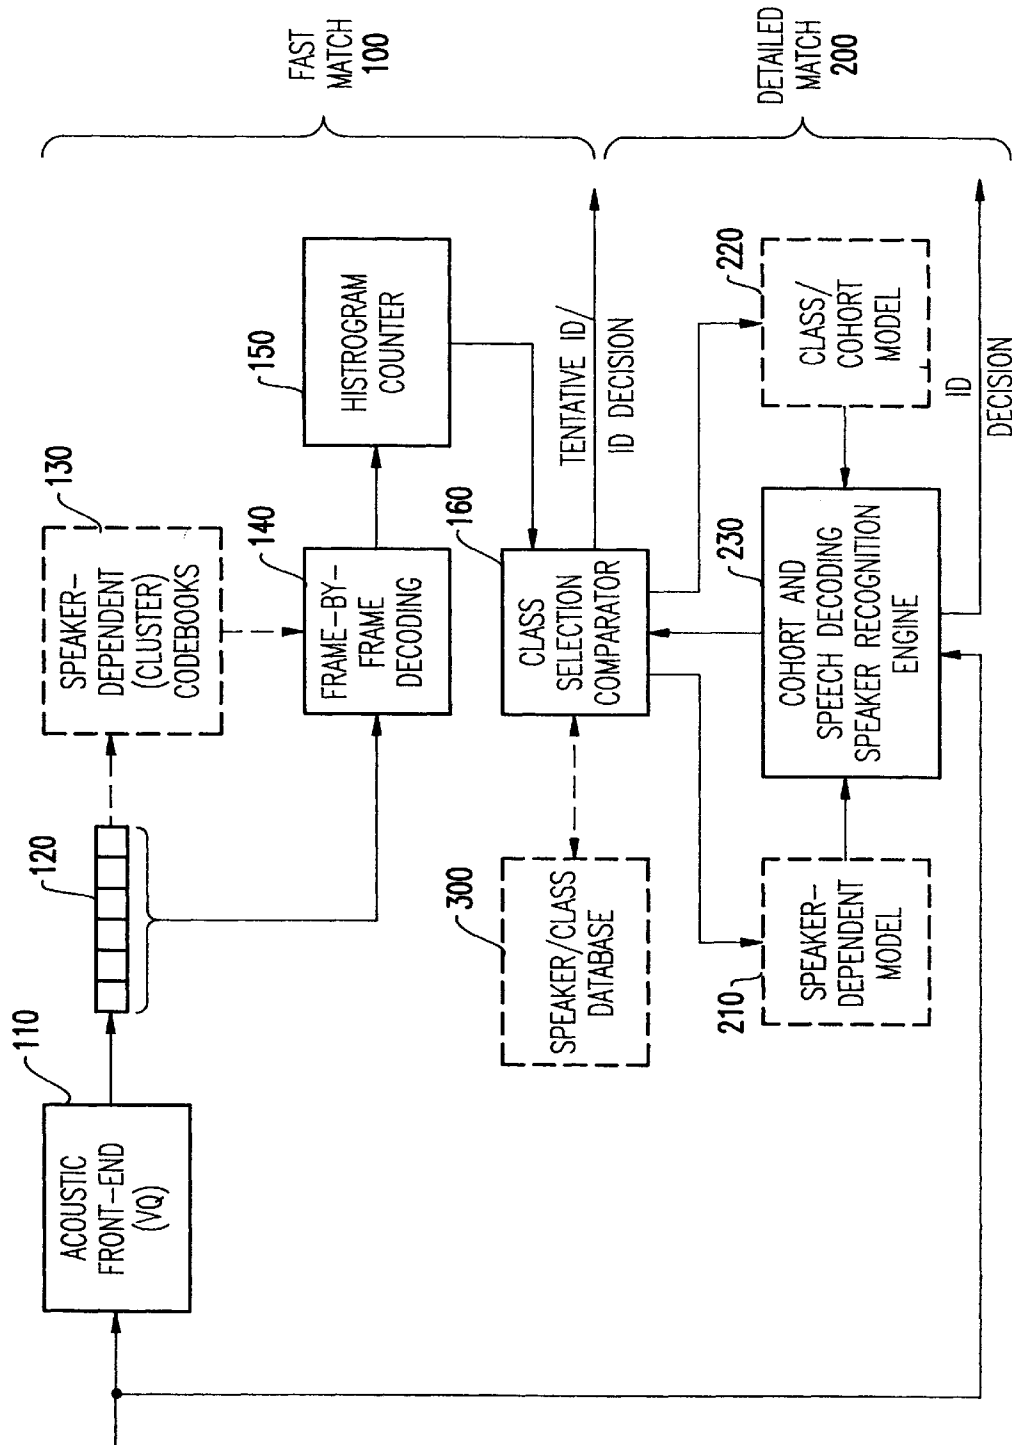 110
ACOUSTIC
FRONT-END
(VQ)
120
130
SPEAKER-
DEPENDENT
(CLUSTER)
CODEBOOKS
140
FRAME-BY-
FRAME
DECODING
150
HISTROGRAM
COUNTER
FAST
MATCH
100
300
SPEAKER/CLASS
DATABASE
160
CLASS
SELECTION
COMPARATOR
TENTATIVE ID/
ID DECISION
210
SPEAKER-
DEPENDENT
MODEL
230
COHORT AND
SPEECH DECODING
SPEAKER RECOGNITION
ENGINE
220
CLASS/
COHORT
MODEL
ID
DECISION
DETAILED
MATCH
200